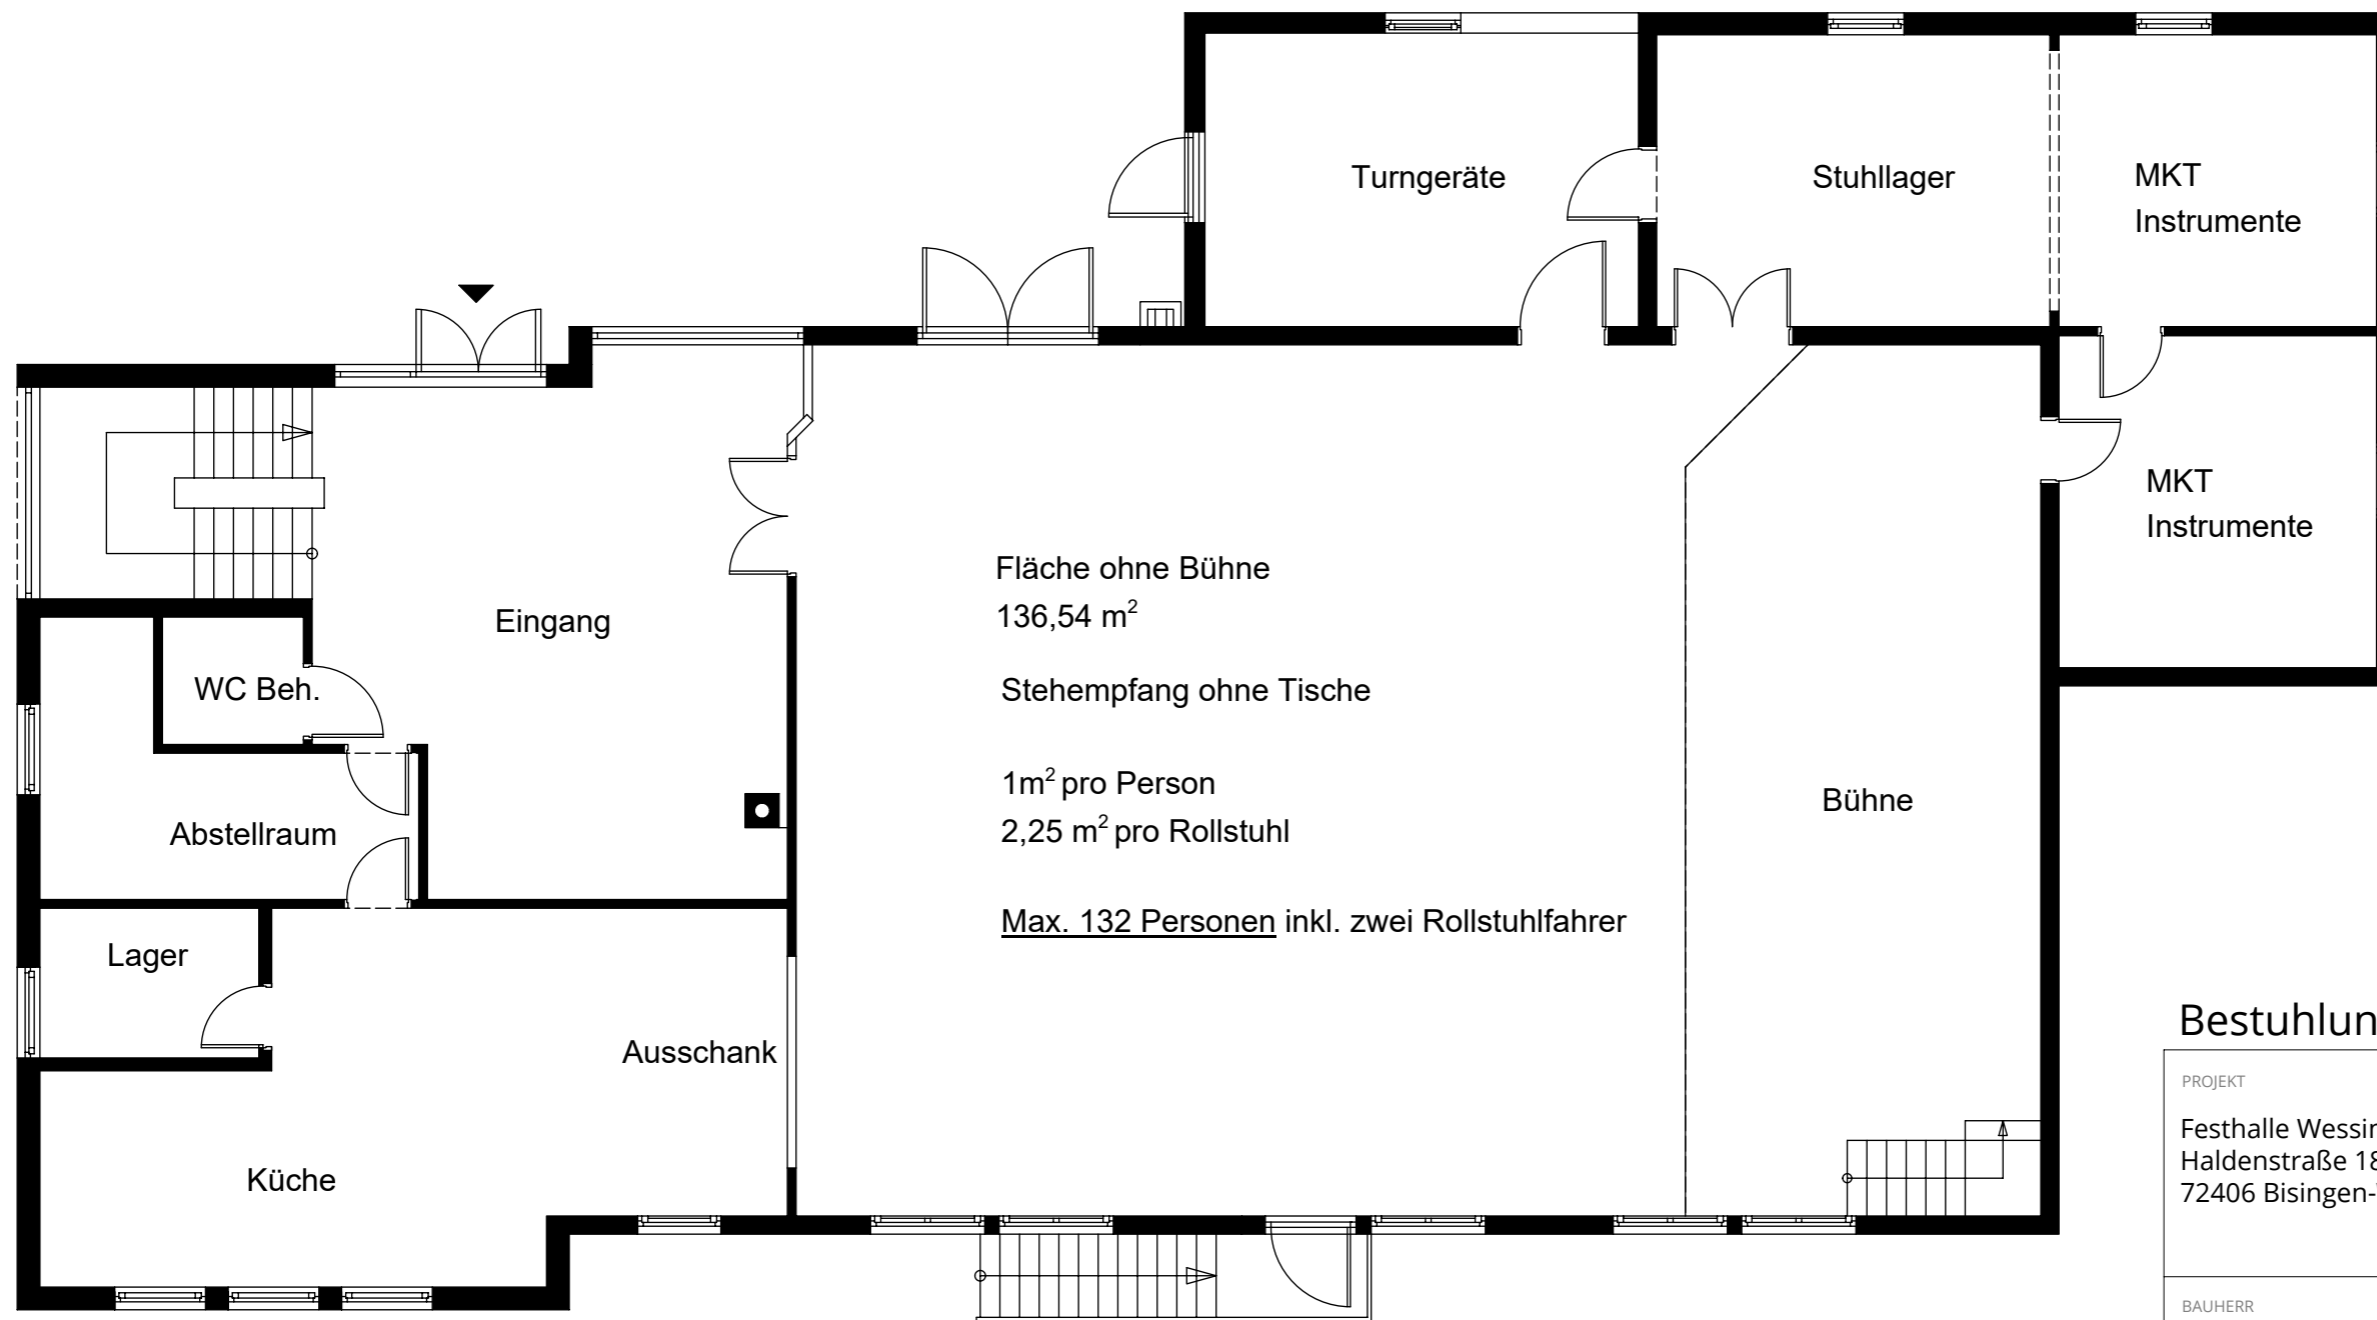 Turngeräte
Stuhllager
MKT
Instrumente
MKT
Instrumente
Eingang
Fläche ohne Bühne
136,54 m²
WC Beh.
Stehempfang ohne Tische
1m² pro Person
2,25 m² pro Rollstuhl
Bühne
Abstellraum
Max. 132 Personen inkl. zwei Rollstuhlfahrer
Lager
Ausschank
Küche
Bestuhlun
PROJEKT
Festhalle Wessin
Haldenstraße 18
72406 Bisingen-
BAUHERR